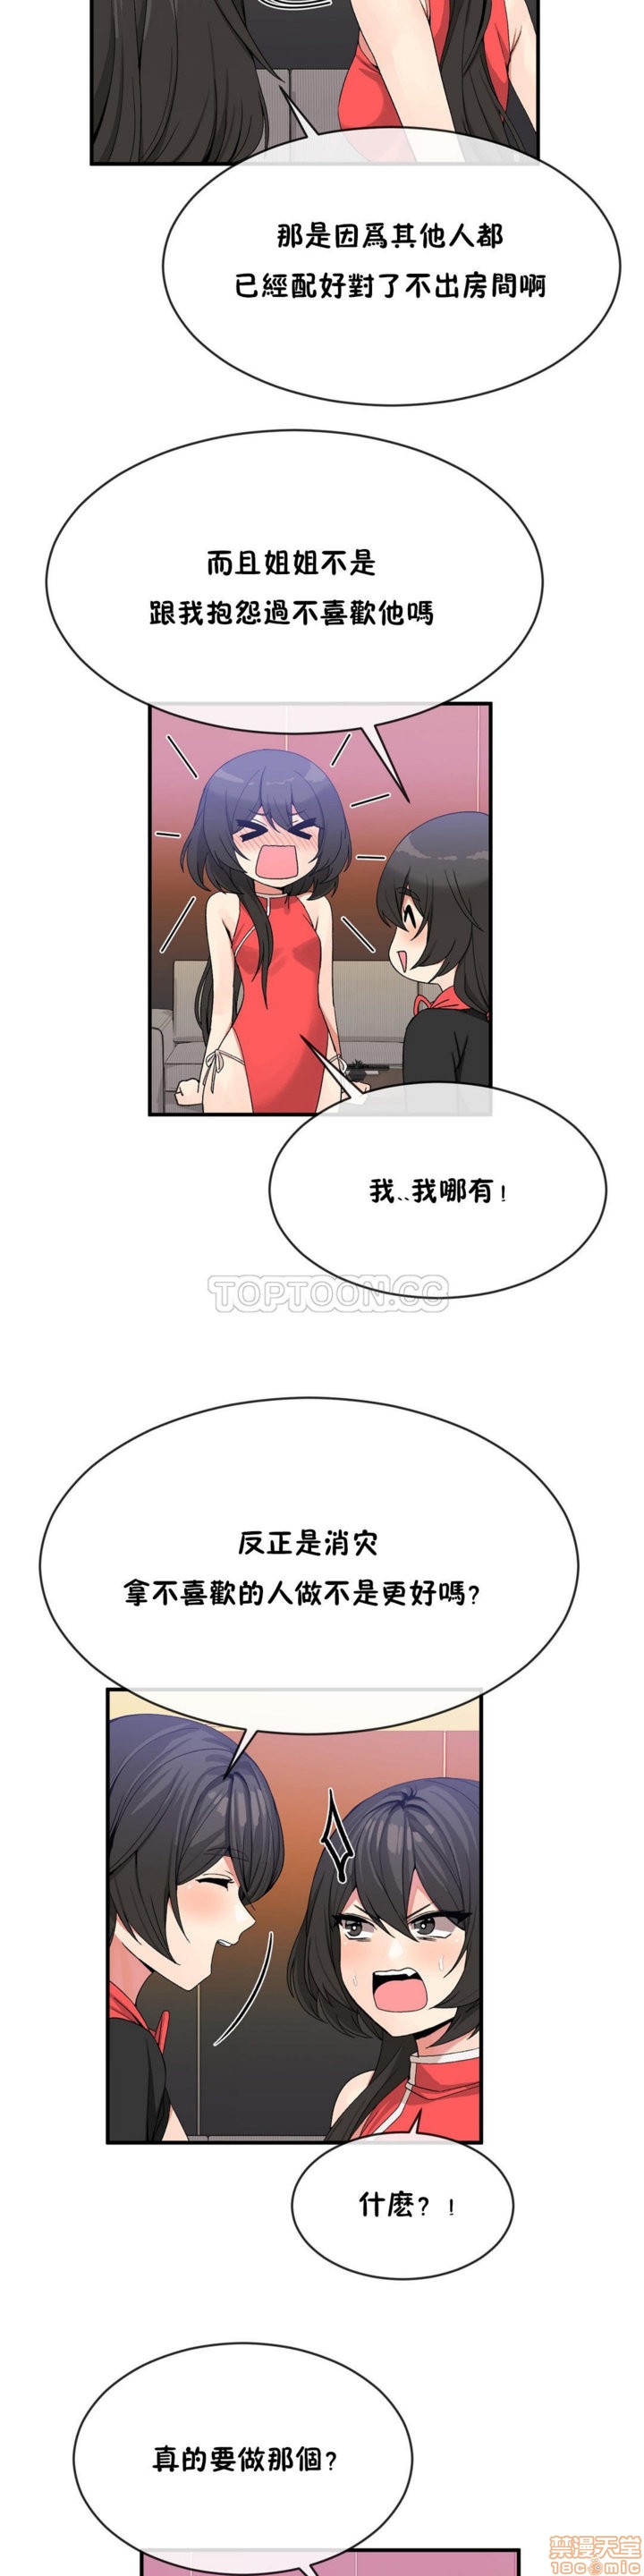 那是因爲其他人都
已經配好對了不出房間啊
而且姐姐不是
跟我抱怨過不喜歡他嗎
我..我哪有!
TOPTOON.CC
反正是消灾
拿不喜歡的人做不是更好嗎?
什麽?!
真的要做那個?
禁漫天堂
18comic